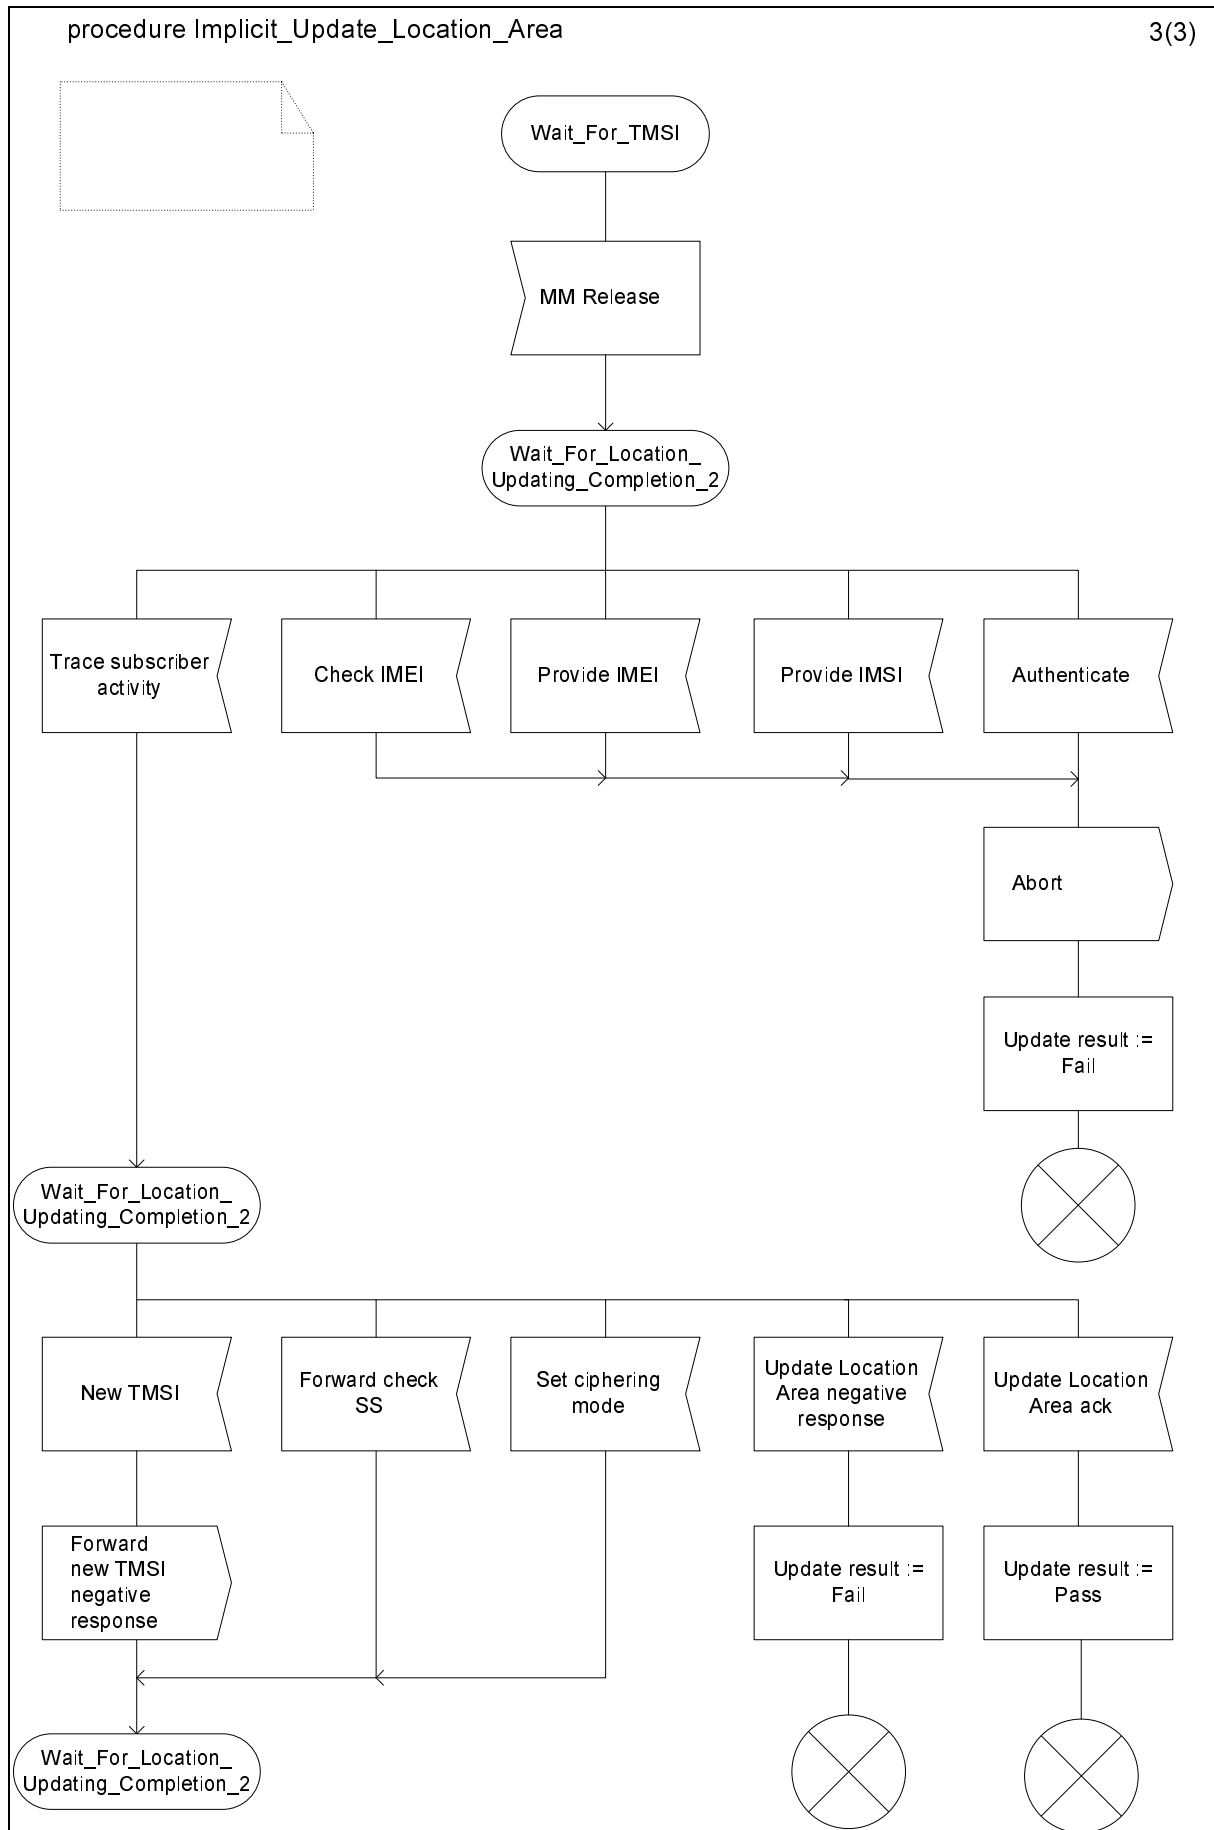 procedure Implicit_Update_Location_Area
3(3)
Wait_For_TMSI
MM Release
Wait_For_Location_
Updating_Completion_2
Trace subscriber
activity
Check IMEI
Provide IMEI
Provide IMSI
Authenticate
Abort
Update result :=
Fail
Wait_For_Location_
Updating_Completion_2
New TMSI
Forward check
SS
Set ciphering
mode
Update Location
Area negative
response
Update Location
Area ack
Forward
new TMSI
negative
response
Update result :=
Fail
Update result :=
Pass
Wait_For_Location_
Updating_Completion_2